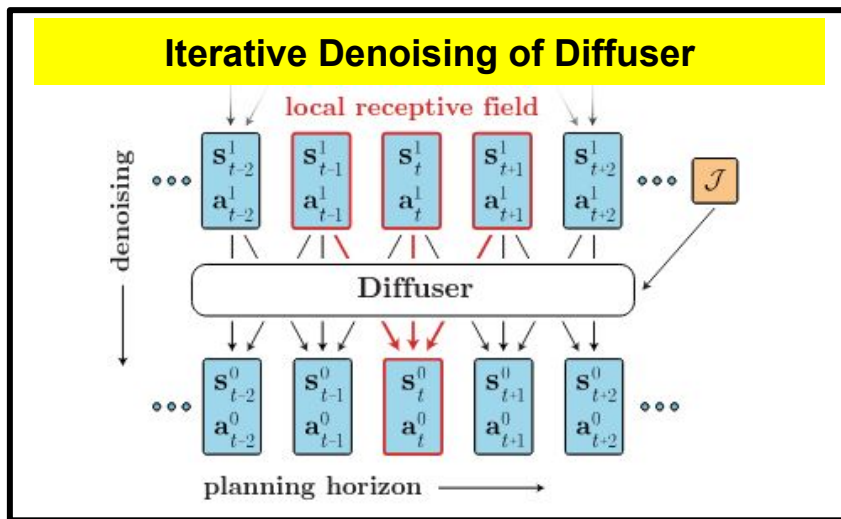 Iterative Denoising of Diffuser
local receptive field
denoising
s¹ₜ₋₂ s¹ₜ₋₁ s¹ₜ s¹ₜ₊₁ s¹ₜ₊₂
a¹ₜ₋₂ a¹ₜ₋₁ a¹ₜ a¹ₜ₊₁ a¹ₜ₊₂
𝒥
Diffuser
s⁰ₜ₋₂ s⁰ₜ₋₁ s⁰ₜ s⁰ₜ₊₁ s⁰ₜ₊₂
a⁰ₜ₋₂ a⁰ₜ₋₁ a⁰ₜ a⁰ₜ₊₁ a⁰ₜ₊₂
planning horizon